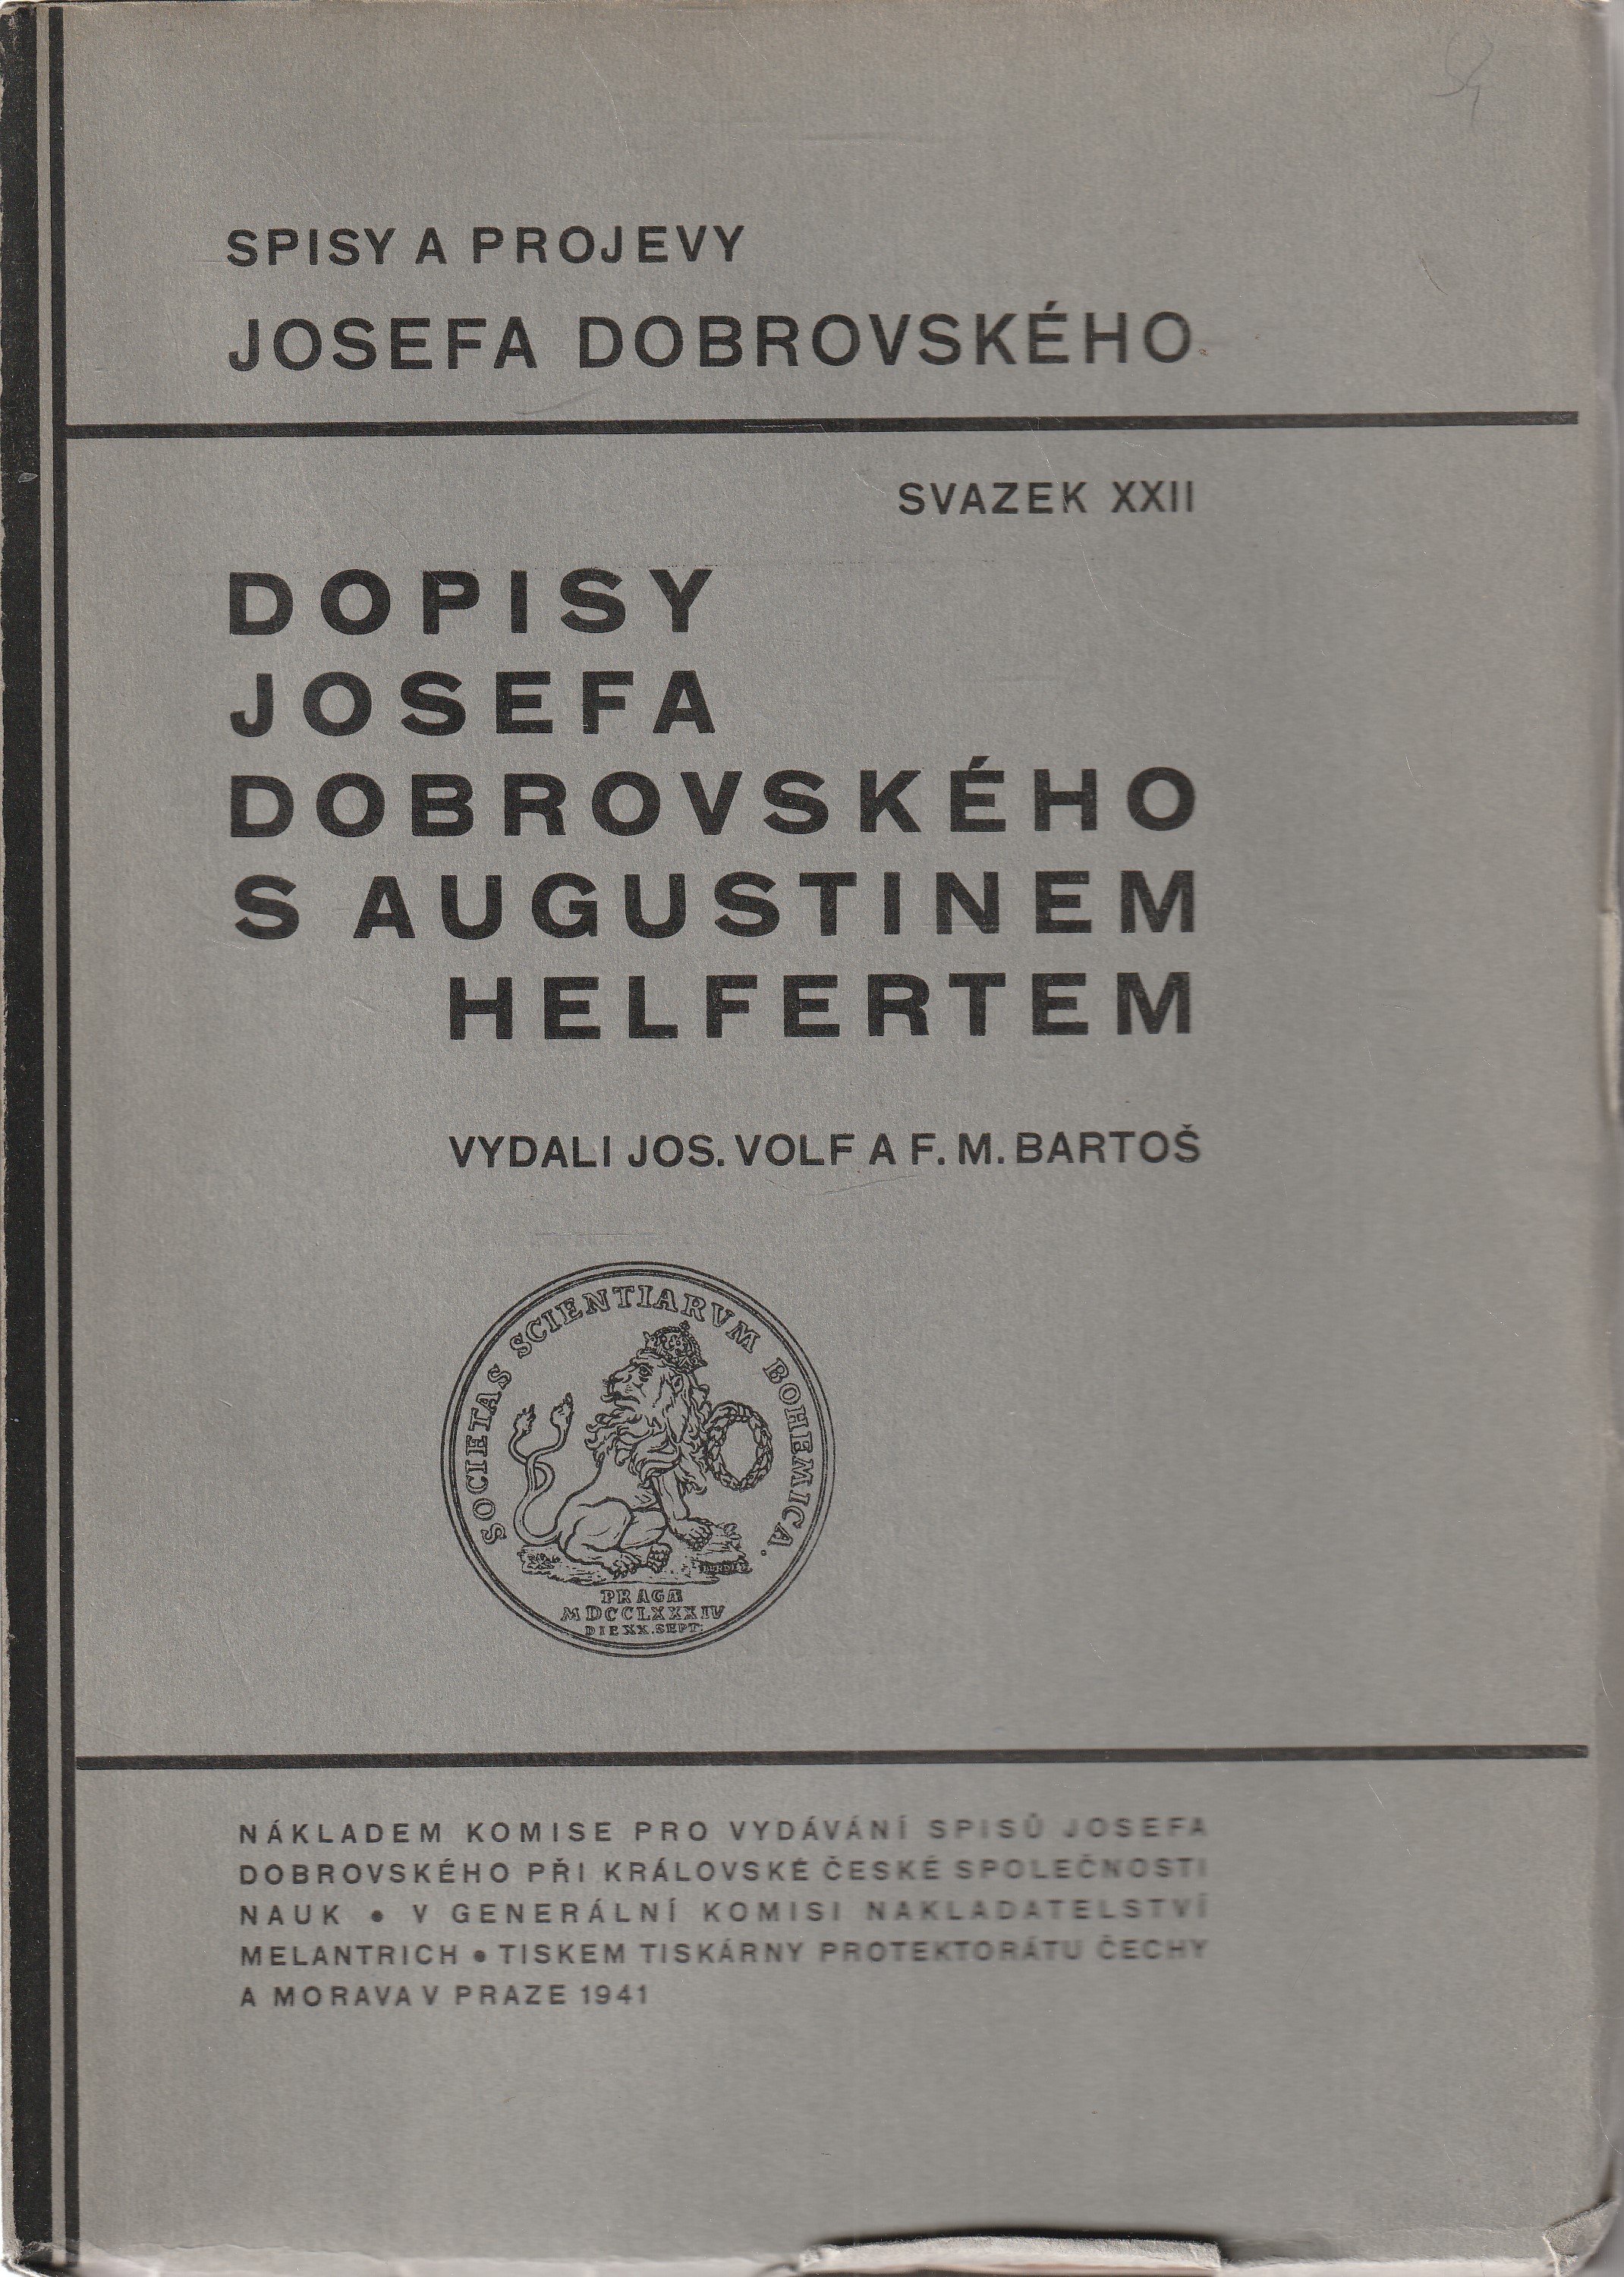 SPISY A PROJEVY
JOSEFA DOBROVSKÉHO
SVAZEK XXII
DOPISY
JOSEFA
DOBROVSKÉHO
S AUGUSTINEM
HELFERTEM
VYDALI JOS. VOLF A F. M. BARTOŠ
SOCIETAS SCIENTIARVM BOHEMICA.
PRAGÆ
MDCCLXXXIV
DIE XX. SEPT.
NÁKLADEM KOMISE PRO VYDÁVÁNÍ SPISŮ JOSEFA
DOBROVSKÉHO PŘI KRÁLOVSKÉ ČESKÉ SPOLEČNOSTI
NAUK • V GENERÁLNÍ KOMISI NAKLADATELSTVÍ
MELANTRICH • TISKEM TISKÁRNY PROTEKTORÁTU ČECHY
A MORAVA V PRAZE 1941